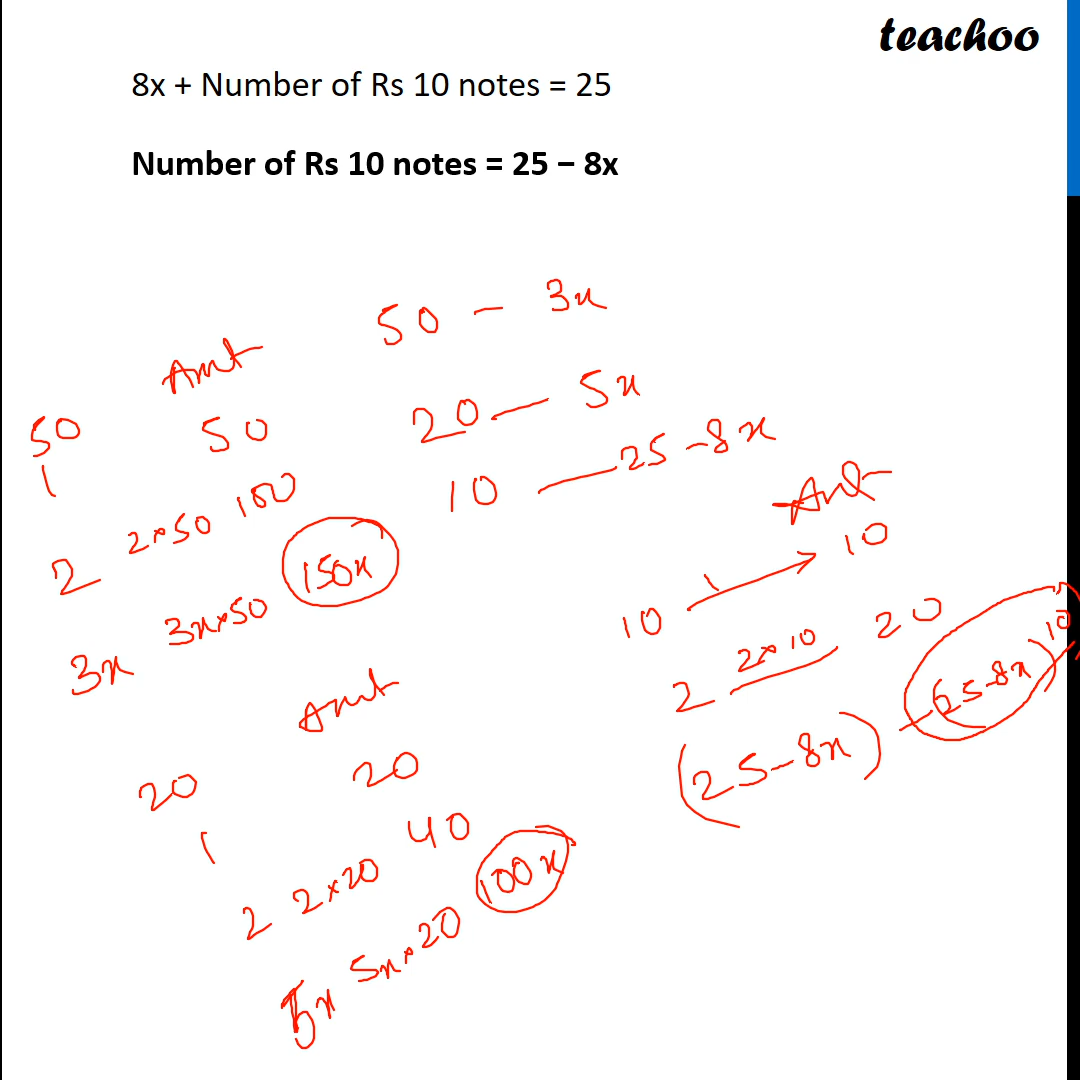 teachoo
8x + Number of Rs 10 notes = 25
Number of Rs 10 notes = 25 – 8x
50 – 3x
20 — 5x
10 — 25 – 8x
Amt
50 50
1
2 2×50 100
3x 3x×50 150x
Amt
20 20
1
2 2×20 40
5x 5x×20 100x
Amt
10 1 → 10
2 2×10 20
(25–8x) (25–8x)10